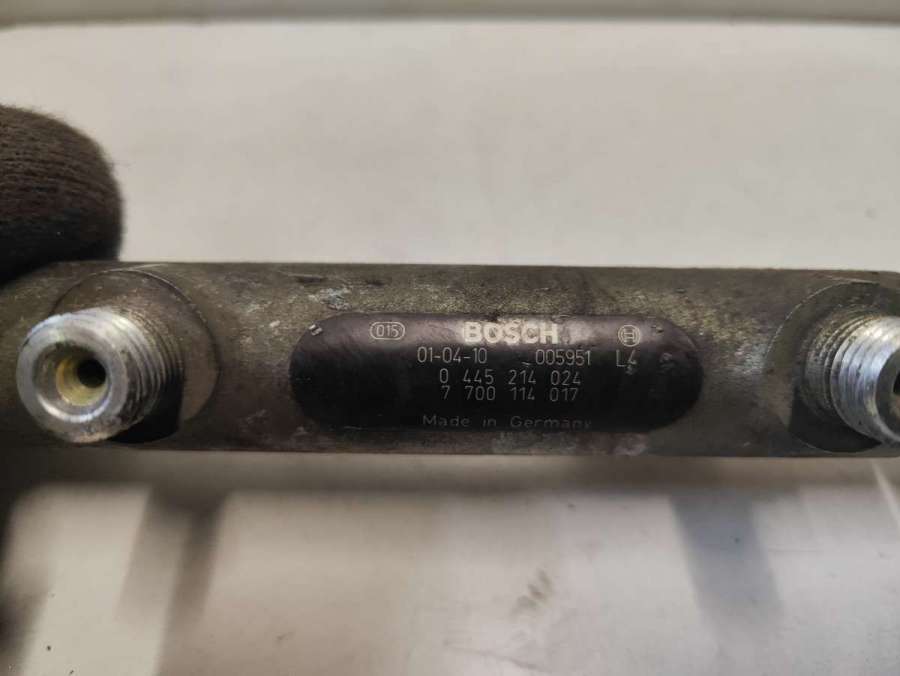 015 BOSCH
01-04-10 005951 L4
0 445 214 024
7 700 114 017
Made in Germany